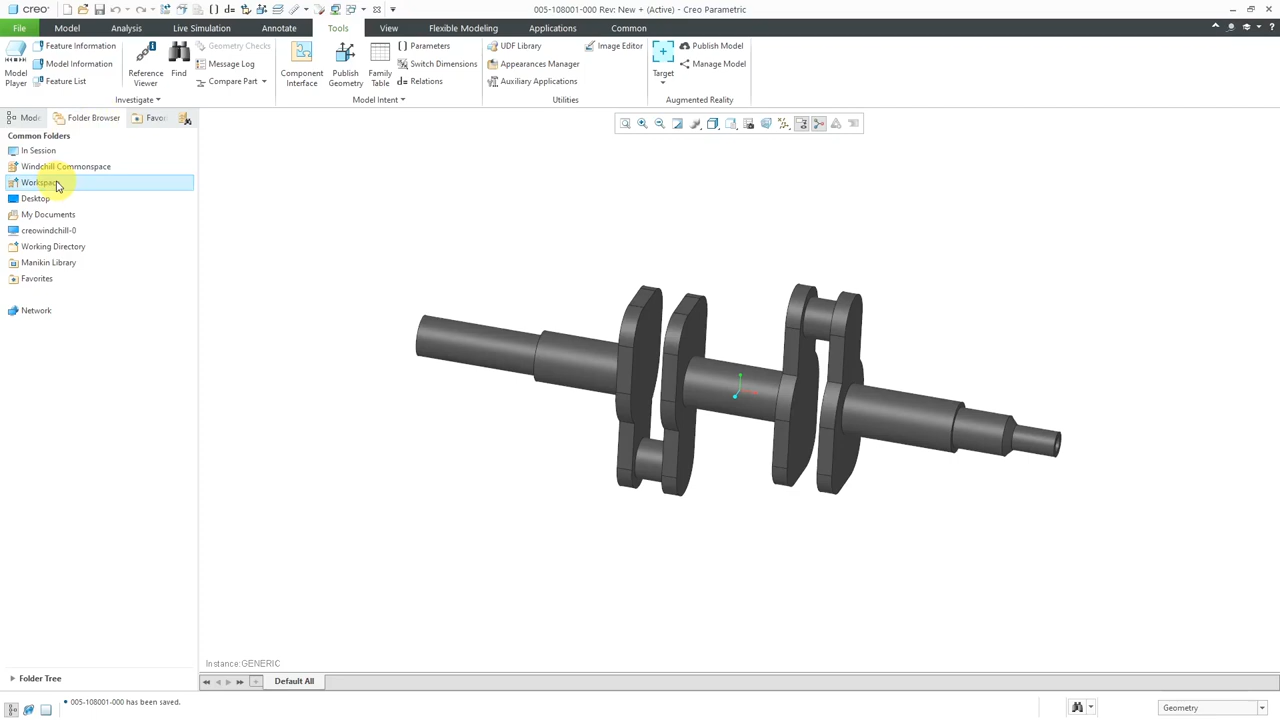 creo
005-108001-000 Rev: New + (Active) - Creo Parametric
File
Model
Analysis
Live Simulation
Annotate
Tools
View
Flexible Modeling
Applications
Common
Model
Player
Feature Information
Model Information
Feature List
Reference
Viewer
Find
Geometry Checks
Message Log
Compare Part
Investigate
Component
Interface
Publish
Geometry
Family
Table
Parameters
Switch Dimensions
Relations
Model Intent
UDF Library
Appearances Manager
Auxiliary Applications
Image Editor
Utilities
Target
Publish Model
Manage Model
Augmented Reality
Mode
Folder Browser
Favo
Common Folders
In Session
Windchill Commonspace
Workspac
Desktop
My Documents
creowindchill-0
Working Directory
Manikin Library
Favorites
Network
Instance:GENERIC
Folder Tree
Default All
005-108001-000 has been saved.
Geometry